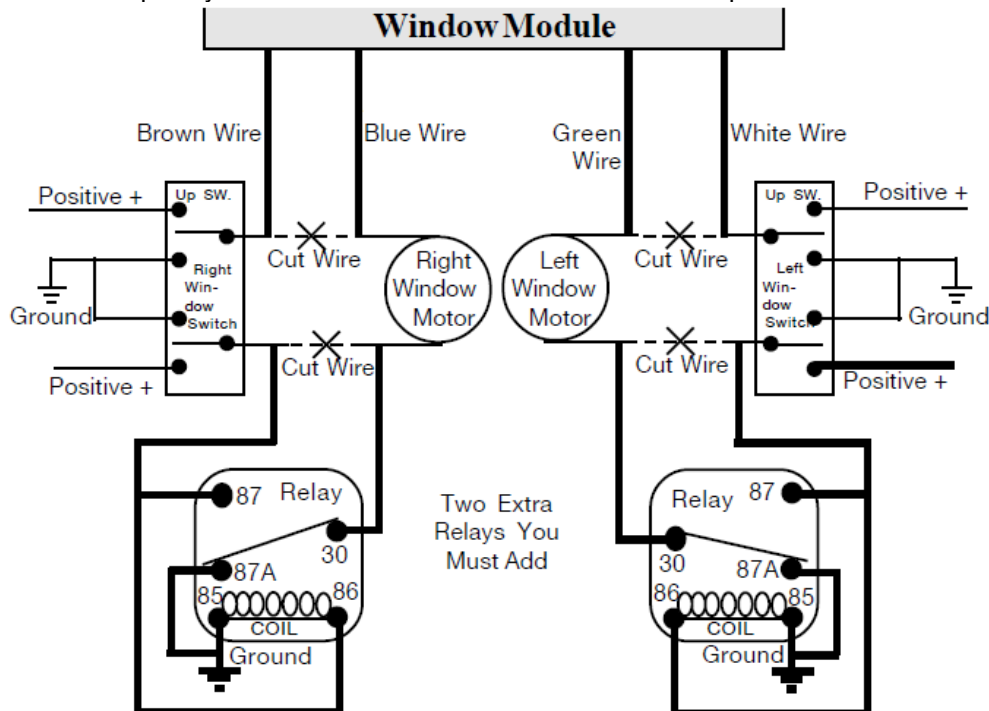 Window Module
Brown Wire
Blue Wire
Green
Wire
White Wire
Positive +
Up SW.
Up SW.
Positive +
Cut Wire
Cut Wire
Right
Win-
dow
Switch
Right
Window
Motor
Left
Window
Motor
Left
Win-
dow
Switch
Ground
Ground
Positive +
Cut Wire
Cut Wire
Positive +
87
Relay
30
87A
85
86
COIL
Ground
Two Extra
Relays You
Must Add
Relay
87
30
87A
86
85
COIL
Ground